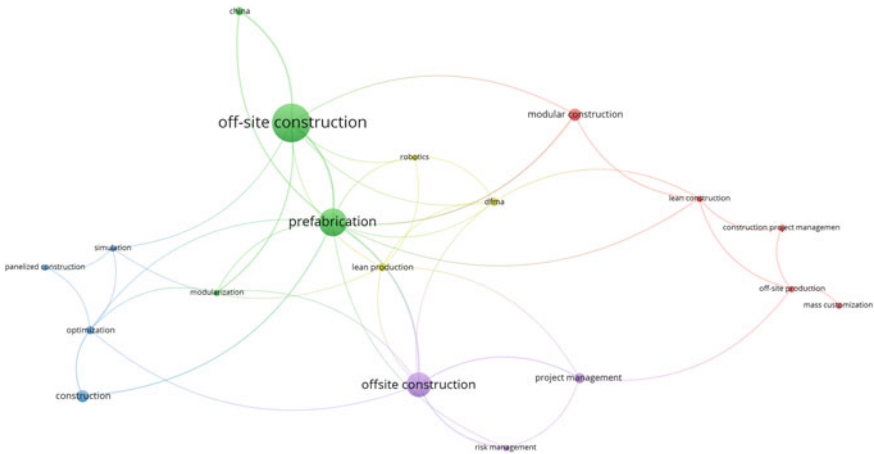 china
off-site construction
modular construction
robotics
dfma
lean construction
prefabrication
construction project managemen
simulation
panelized construction
lean production
modularization
off-site production
mass customization
optimization
offsite construction
project management
construction
risk management